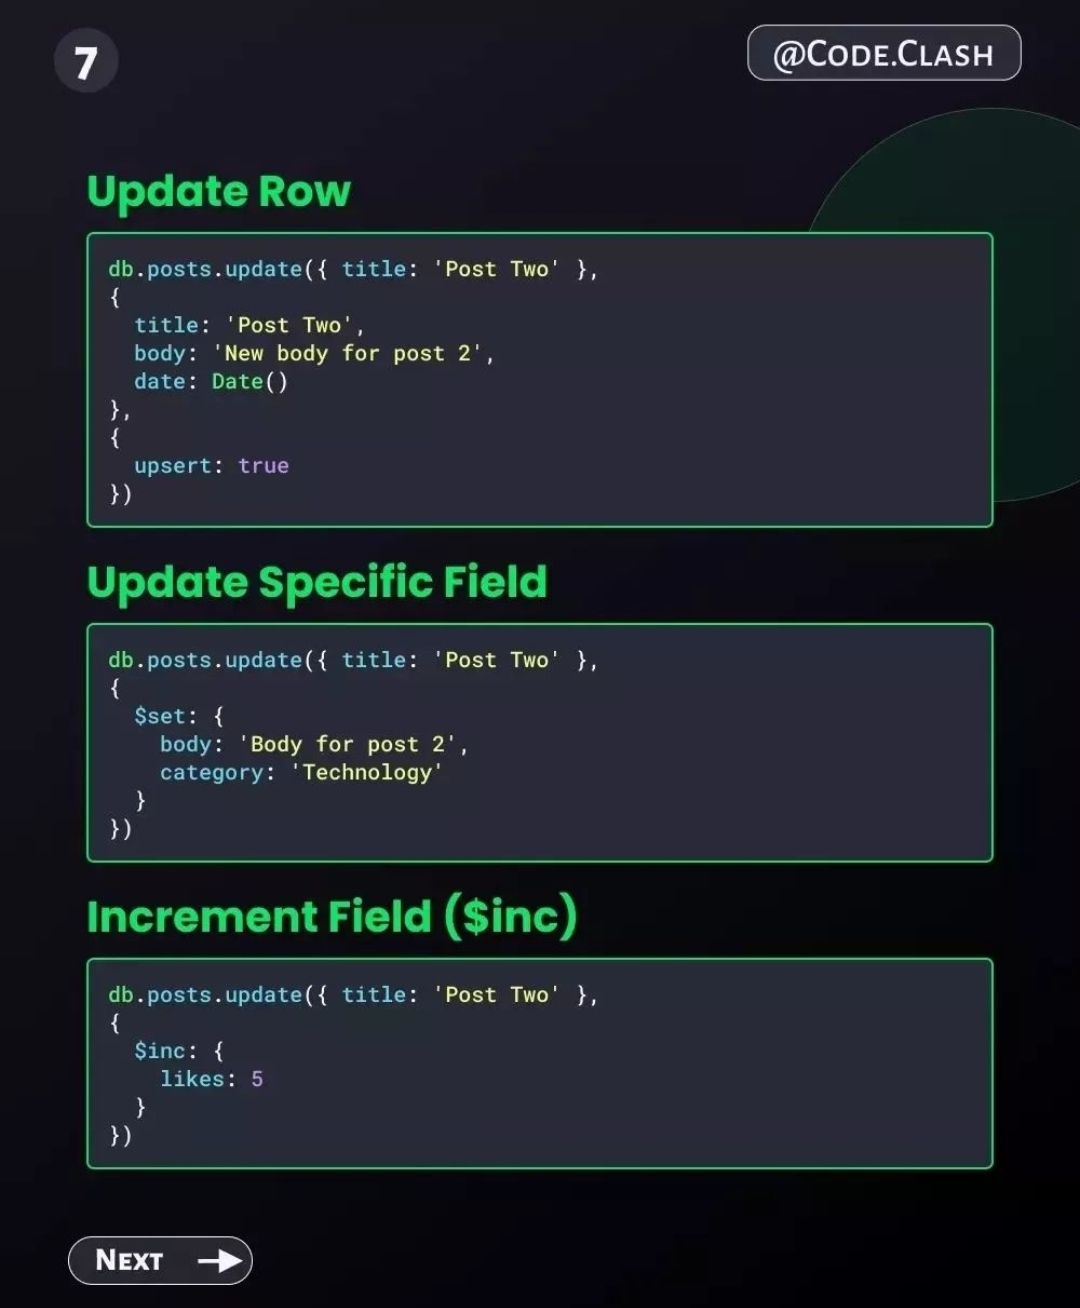 7
@CODE.CLASH
Update Row
db.posts.update({ title: 'Post Two' },
{
  title: 'Post Two',
  body: 'New body for post 2',
  date: Date()
},
{
  upsert: true
})
Update Specific Field
db.posts.update({ title: 'Post Two' },
{
  $set: {
    body: 'Body for post 2',
    category: 'Technology'
  }
})
Increment Field ($inc)
db.posts.update({ title: 'Post Two' },
{
  $inc: {
    likes: 5
  }
})
NEXT